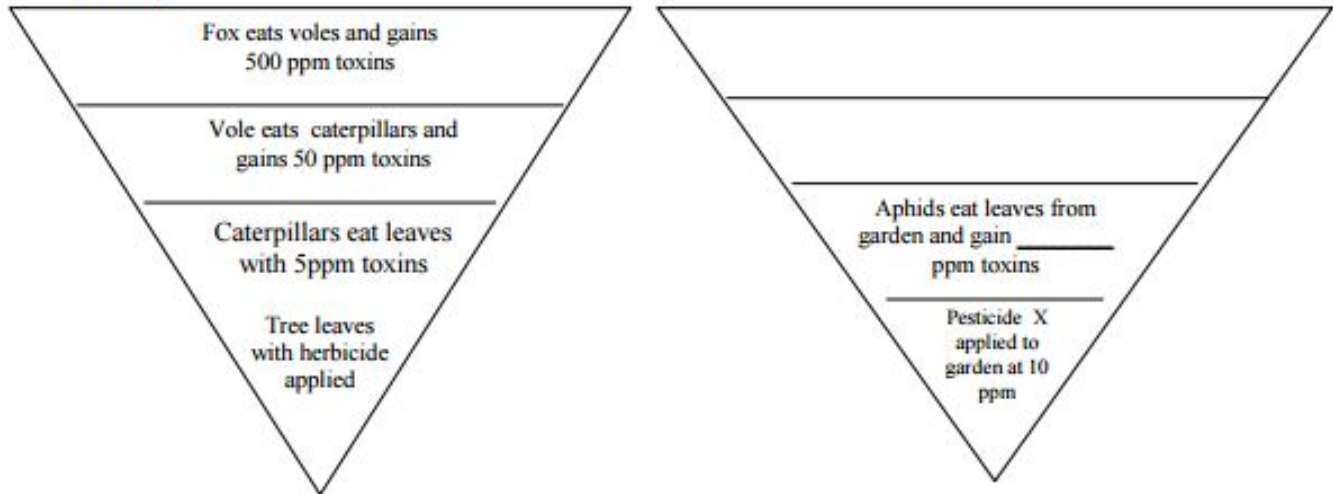 Fox eats voles and gains
500 ppm toxins
Vole eats caterpillars and
gains 50 ppm toxins
Caterpillars eat leaves
with 5ppm toxins
Tree leaves
with herbicide
applied
Aphids eat leaves from
garden and gain ________
ppm toxins
Pesticide X
applied to
garden at 10
ppm